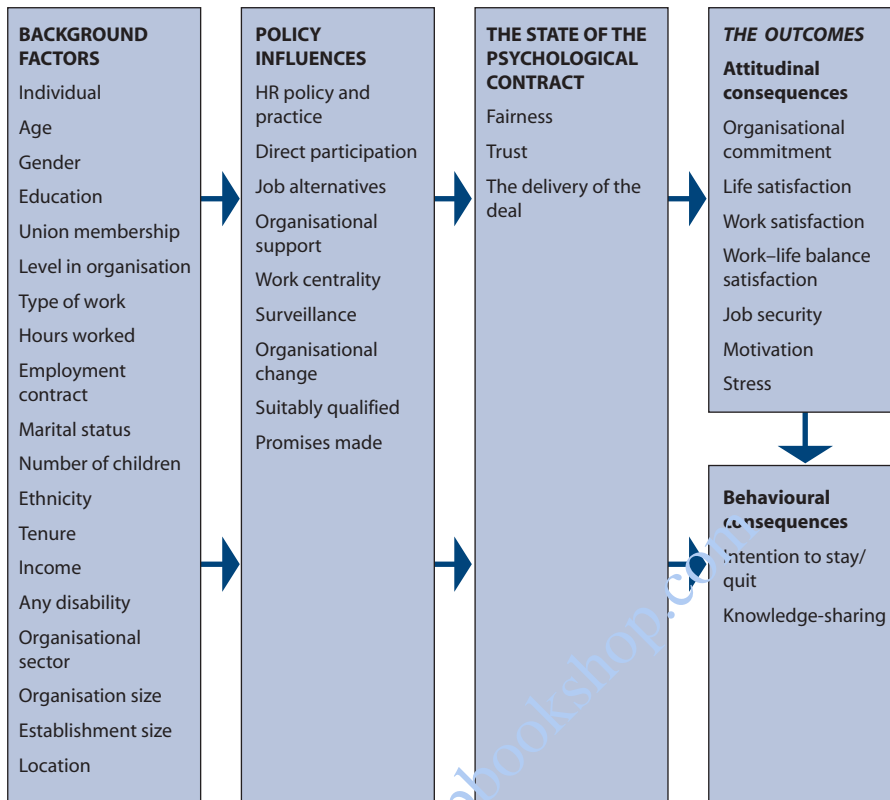 BACKGROUND
FACTORS
Individual
Age
Gender
Education
Union membership
Level in organisation
Type of work
Hours worked
Employment
contract
Marital status
Number of children
Ethnicity
Tenure
Income
Any disability
Organisational
sector
Organisation size
Establishment size
Location
POLICY
INFLUENCES
HR policy and
practice
Direct participation
Job alternatives
Organisational
support
Work centrality
Surveillance
Organisational
change
Suitably qualified
Promises made
THE STATE OF THE
PSYCHOLOGICAL
CONTRACT
Fairness
Trust
The delivery of the
deal
THE OUTCOMES
Attitudinal
consequences
Organisational
commitment
Life satisfaction
Work satisfaction
Work–life balance
satisfaction
Job security
Motivation
Stress
Behavioural
consequences
Intention to stay/
quit
Knowledge-sharing